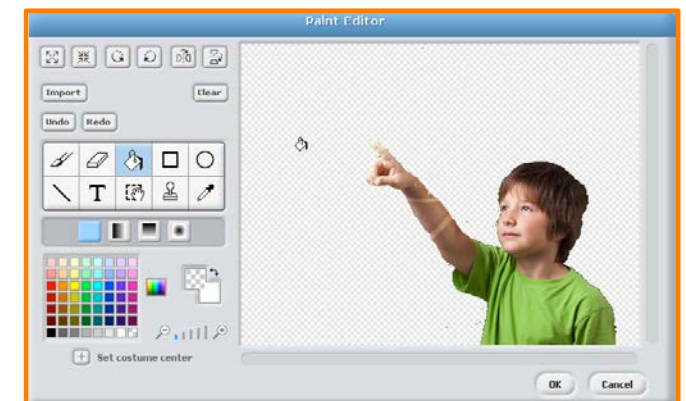 Paint Editor
Import
Clear
Undo
Redo
T
Set costume center
OK
Cancel